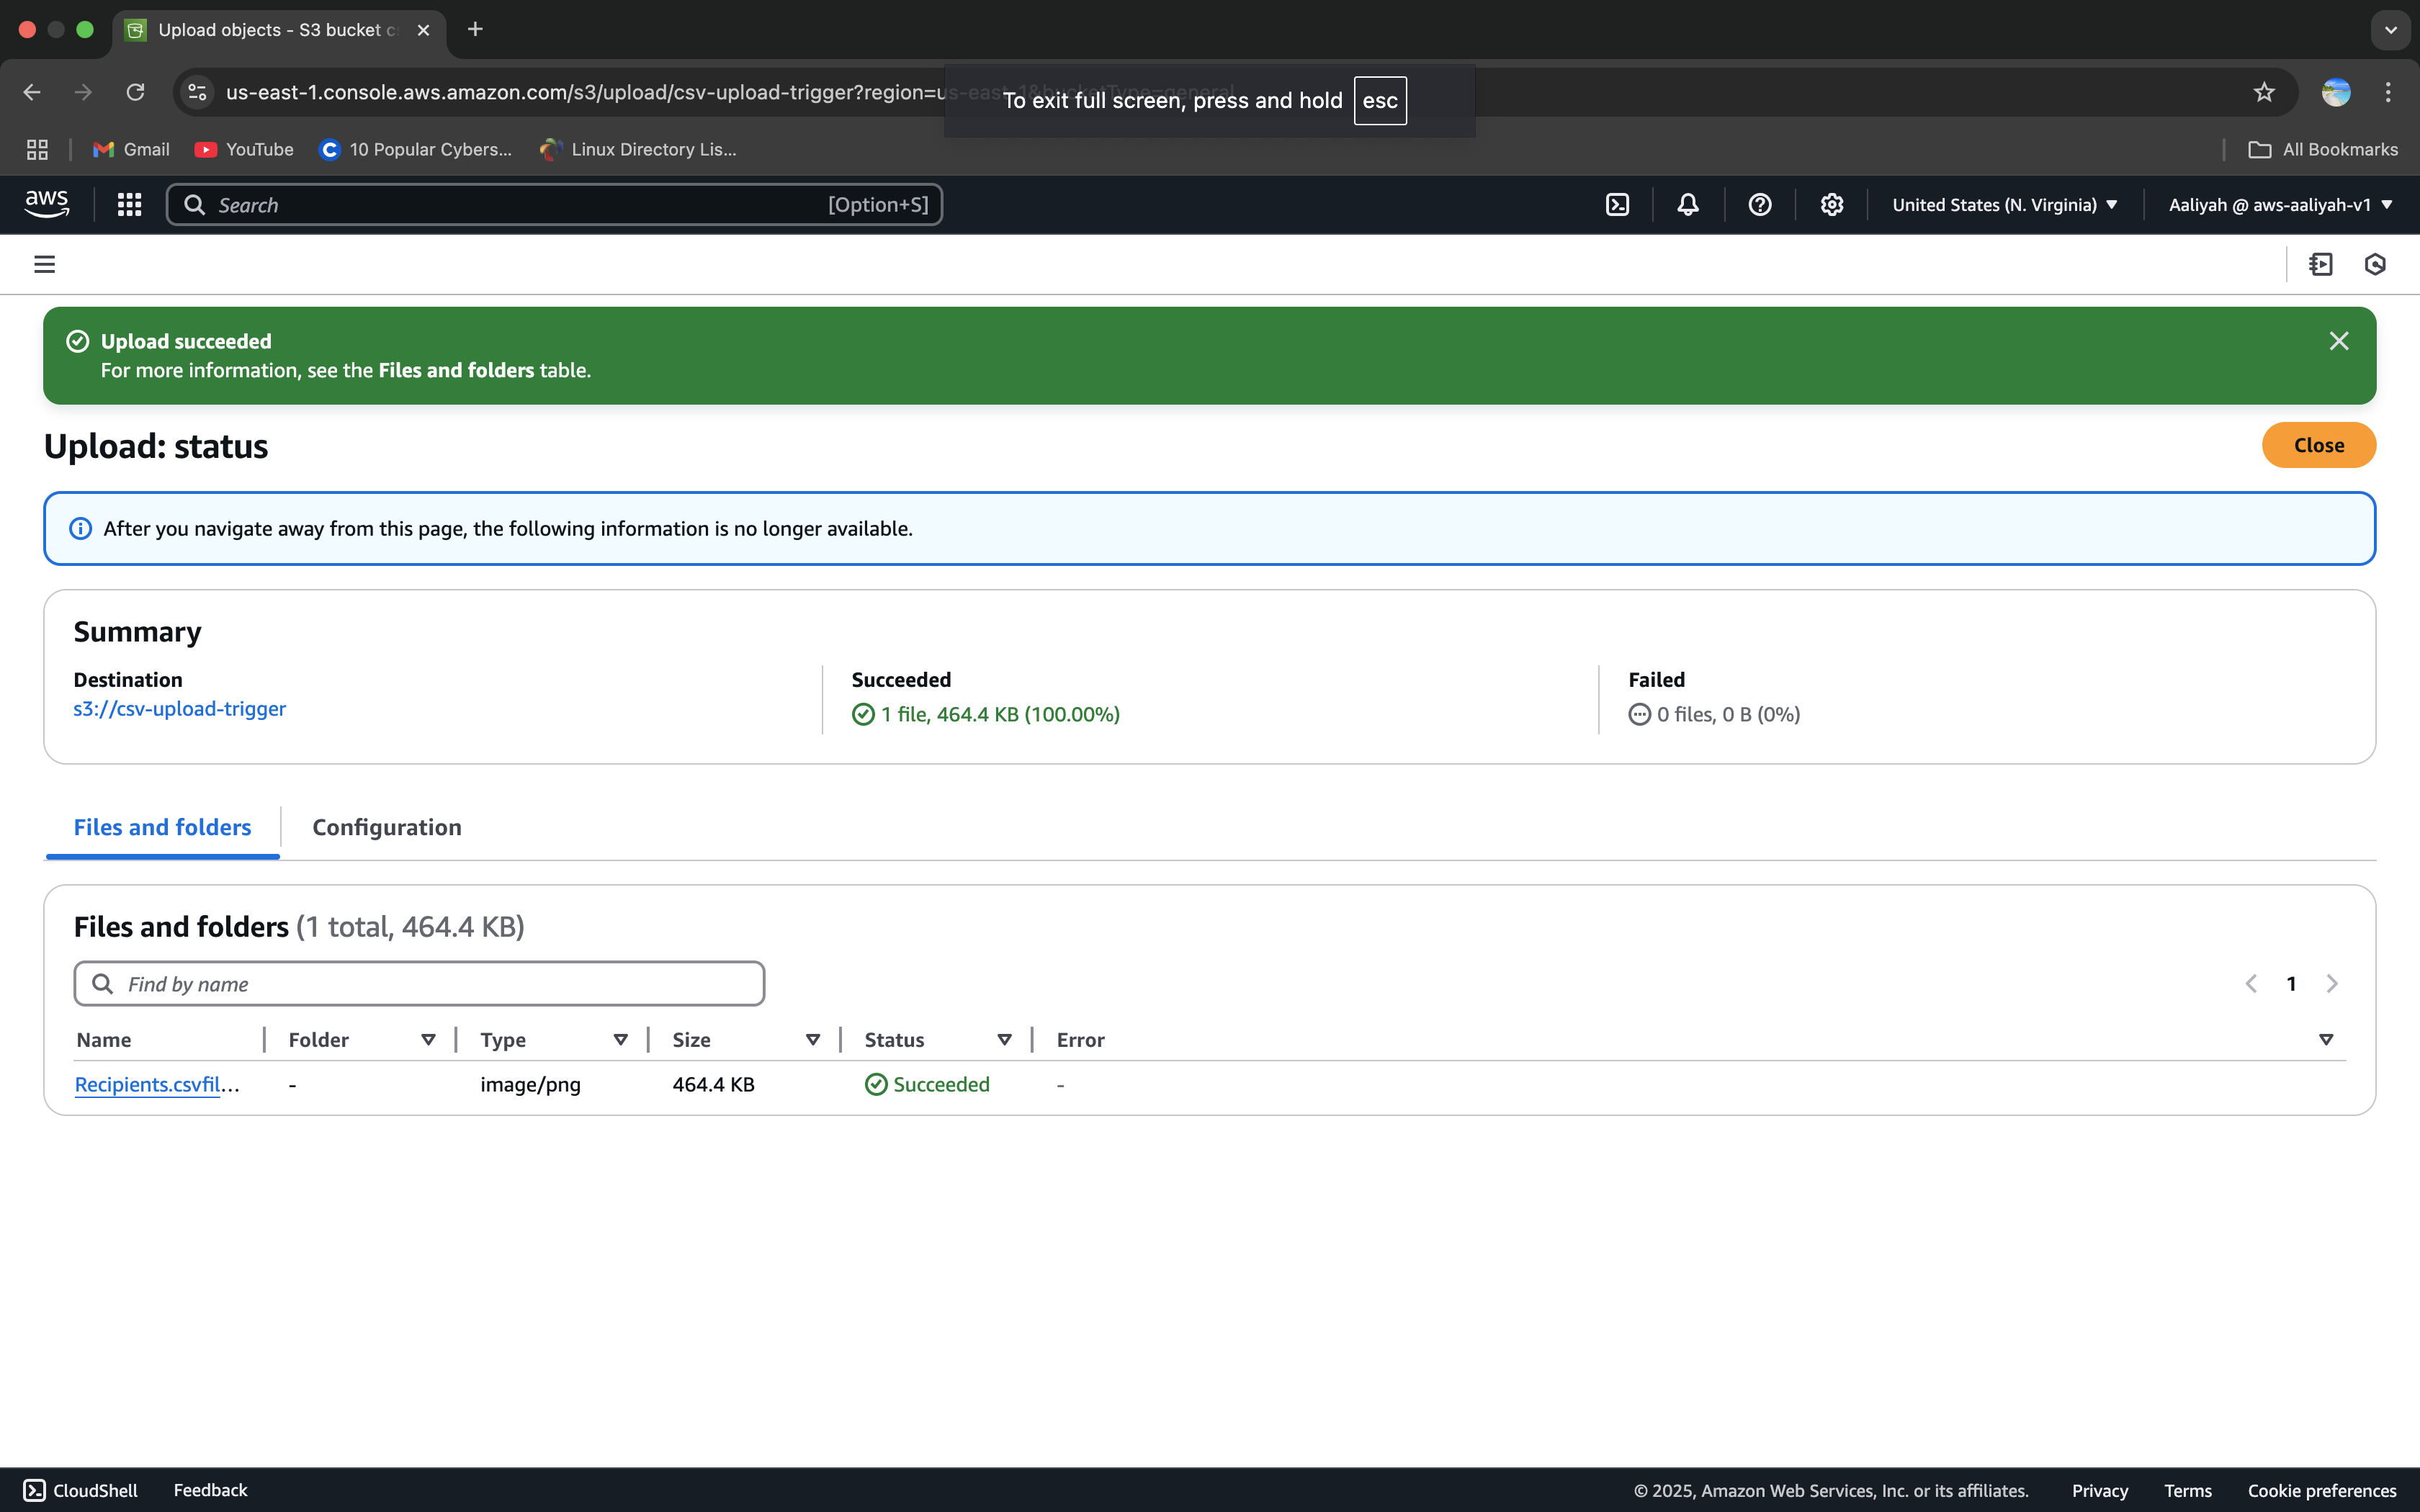 Upload objects - S3 bucket c
us-east-1.console.aws.amazon.com/s3/upload/csv-upload-trigger?region=us-east-1&bucketType=general
To exit full screen, press and hold esc
Gmail
YouTube
10 Popular Cybers...
Linux Directory Lis...
All Bookmarks
aws
Search
[Option+S]
United States (N. Virginia)
Aaliyah @ aws-aaliyah-v1
Upload succeeded
For more information, see the Files and folders table.
Upload: status
Close
After you navigate away from this page, the following information is no longer available.
Summary
Destination
s3://csv-upload-trigger
Succeeded
1 file, 464.4 KB (100.00%)
Failed
0 files, 0 B (0%)
Files and folders
Configuration
Files and folders (1 total, 464.4 KB)
Find by name
1
Name Folder Type Size Status Error
Recipients.csvfil... - image/png 464.4 KB Succeeded -
CloudShell
Feedback
© 2025, Amazon Web Services, Inc. or its affiliates.
Privacy
Terms
Cookie preferences